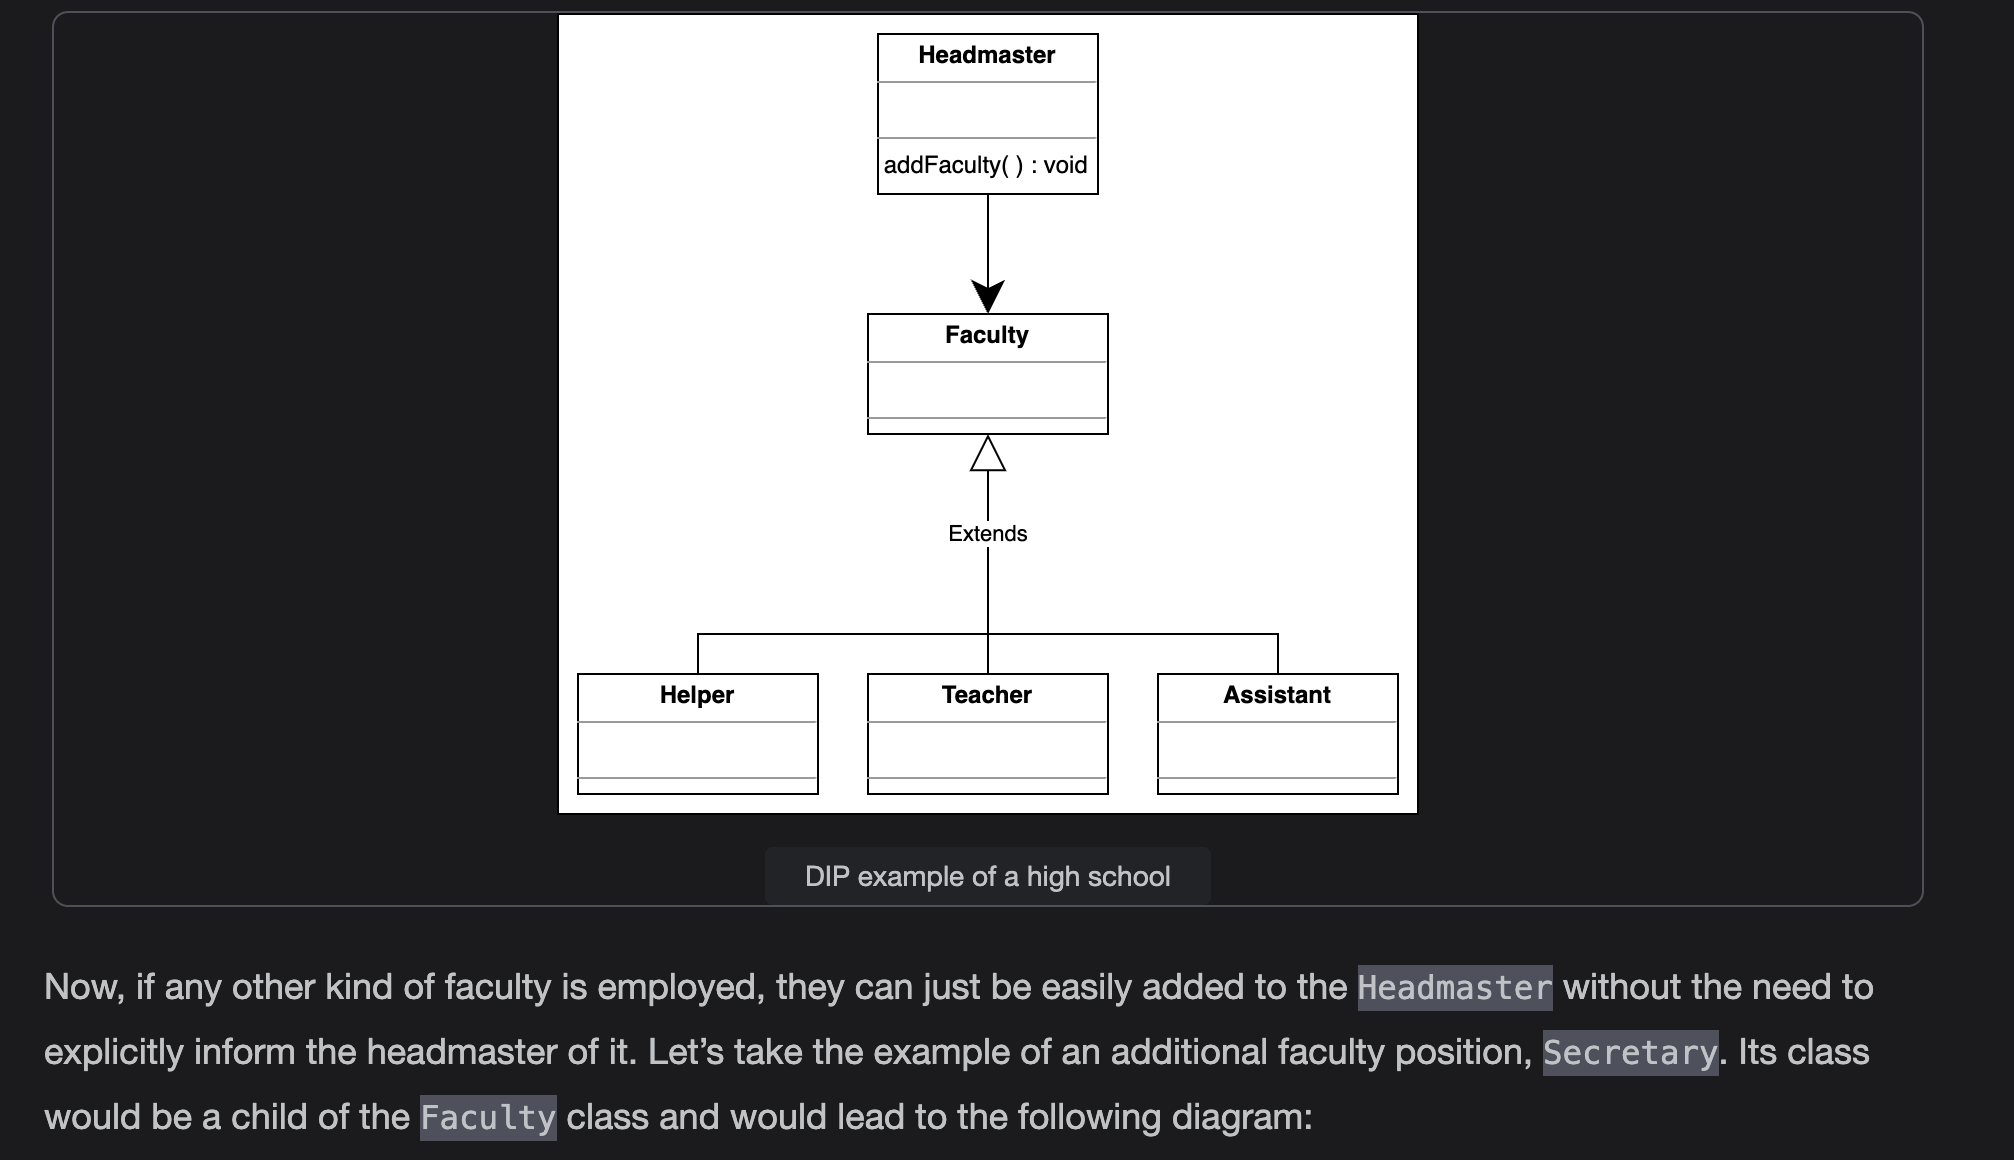 Headmaster
addFaculty( ) : void
Faculty
Extends
Helper
Teacher
Assistant
DIP example of a high school
Now, if any other kind of faculty is employed, they can just be easily added to the Headmaster without the need to
explicitly inform the headmaster of it. Let’s take the example of an additional faculty position, Secretary. Its class
would be a child of the Faculty class and would lead to the following diagram: